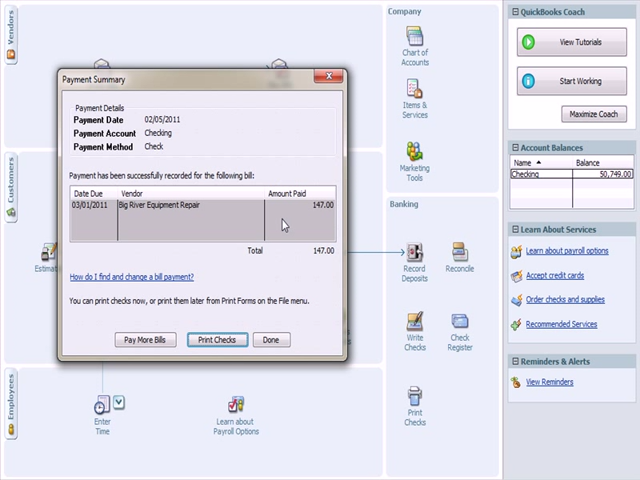 Vendors
Customers
Employees
Payment Summary
X
Payment Details
Payment Date 02/05/2011
Payment Account Checking
Payment Method Check
Payment has been successfully recorded for the following bill:
Date Due Vendor Amount Paid
03/01/2011 Big River Equipment Repair 147.00
Total 147.00
How do I find and change a bill payment?
You can print checks now, or print them later from Print Forms on the File menu.
Pay More Bills Print Checks Done
Enter
Time
Learn about
Payroll Options
Company
Chart of
Accounts
Items &
Services
Marketing
Tools
Banking
Record
Deposits
Reconcile
Write
Checks
Check
Register
Print
Checks
QuickBooks Coach
View Tutorials
Start Working
Maximize Coach
Account Balances
Name Balance
Checking 50,749.00
Learn About Services
Learn about payroll options
Accept credit cards
Order checks and supplies
Recommended Services
Reminders & Alerts
View Reminders